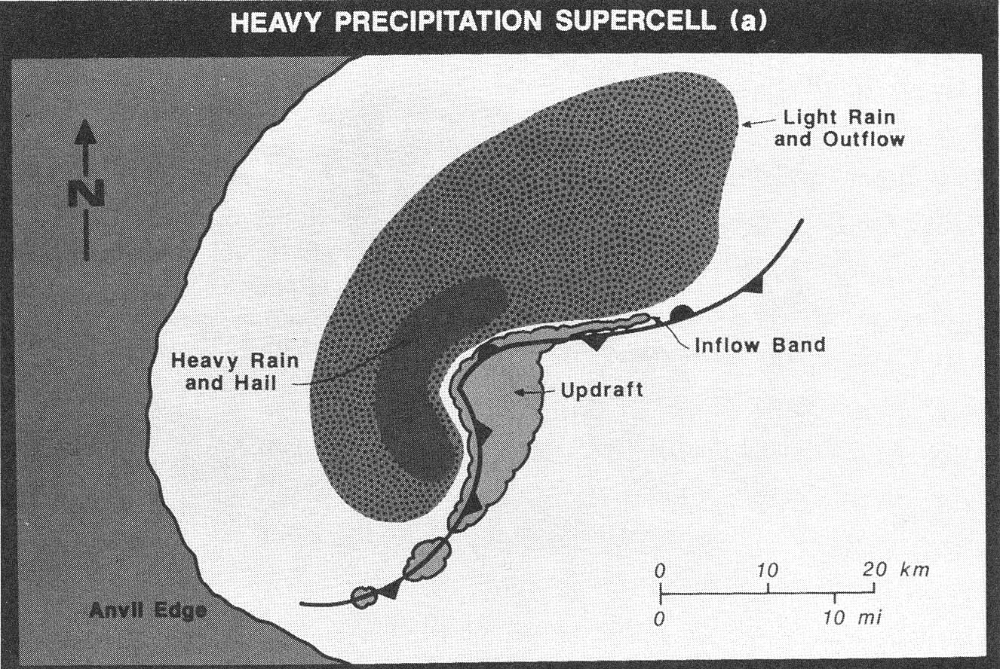 HEAVY PRECIPITATION SUPERCELL (a)
Light Rain
and Outflow
N
Inflow Band
Heavy Rain
and Hail
Updraft
0 10 20 km
Anvil Edge
0 10 mi